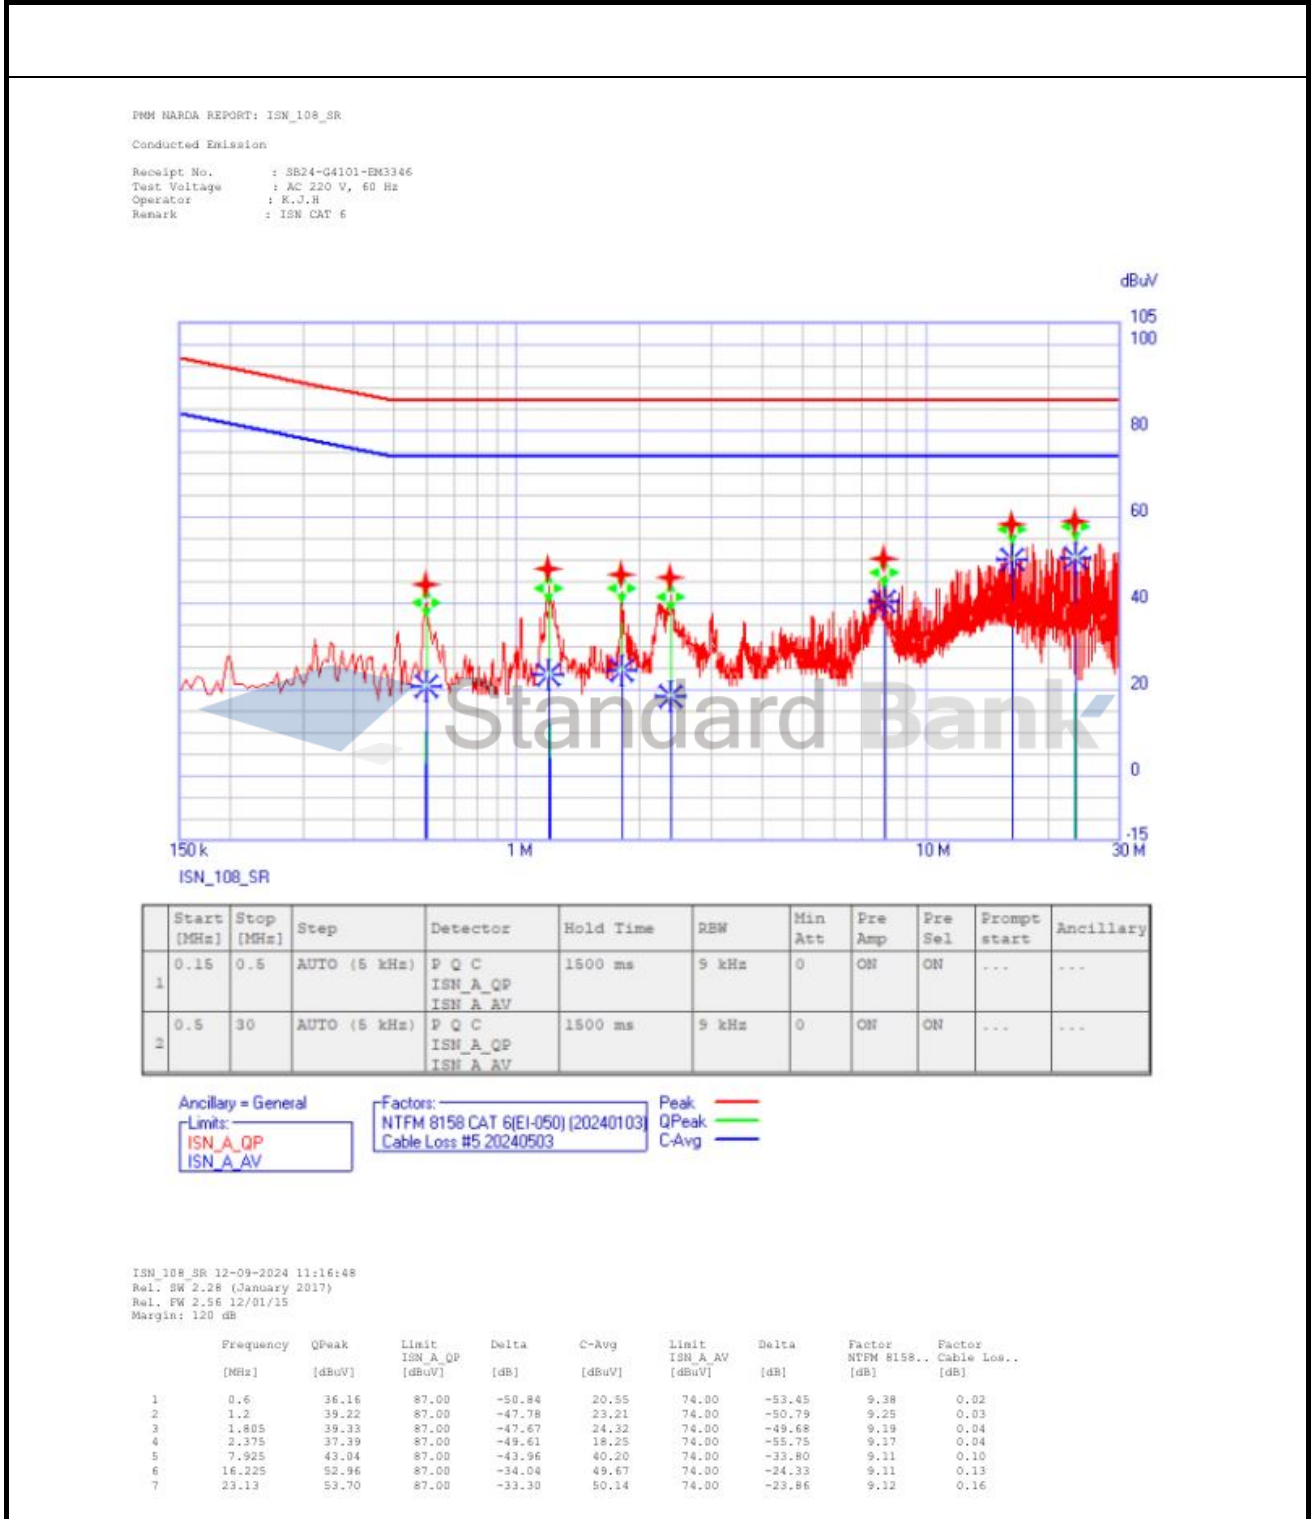 PMM NARDA REPORT: ISN_108_SR
Conducted Emission
Receipt No. : SB24-G4101-EM3346
Test Voltage : AC 220 V, 60 Hz
Operator : K.J.H
Remark : ISN CAT 6
dBuV
105
100
80
60
40
20
0
-15
150 k 1 M 10 M 30 M
Standard Bank
ISN_108_SR
Start [MHz] Stop [MHz] Step Detector Hold Time RBW Min Att Pre Amp Pre Sel Prompt start Ancillary
1 0.15 0.5 AUTO (5 kHz) P Q C 1500 ms 9 kHz 0 ON ON ... ...
ISN_A_QP
ISN_A_AV
2 0.5 30 AUTO (5 kHz) P Q C 1500 ms 9 kHz 0 ON ON ... ...
ISN_A_QP
ISN_A_AV
Ancillary = General
Limits:
ISN_A_QP
ISN_A_AV
Factors:
NTFM 8158 CAT 6(EI-050) (20240103)
Cable Loss #5 20240503
Peak
QPeak
C-Avg
ISN_108_SR 12-09-2024 11:16:48
Rel. SW 2.28 (January 2017)
Rel. FW 2.56 12/01/15
Margin: 120 dB
Frequency QPeak Limit Delta C-Avg Limit Delta Factor Factor
ISN_A_QP ISN_A_AV NTFM 8158.. Cable Los..
[MHz] [dBuV] [dBuV] [dB] [dBuV] [dBuV] [dB] [dB] [dB]
1 0.6 36.16 87.00 -50.84 20.55 74.00 -53.45 9.38 0.02
2 1.2 39.22 87.00 -47.78 23.21 74.00 -50.79 9.25 0.03
3 1.805 39.33 87.00 -47.67 24.32 74.00 -49.68 9.19 0.04
4 2.375 37.39 87.00 -49.61 18.25 74.00 -55.75 9.17 0.04
5 7.925 43.04 87.00 -43.96 40.20 74.00 -33.80 9.11 0.10
6 16.225 52.96 87.00 -34.04 49.67 74.00 -24.33 9.11 0.13
7 23.13 53.70 87.00 -33.30 50.14 74.00 -23.86 9.12 0.16